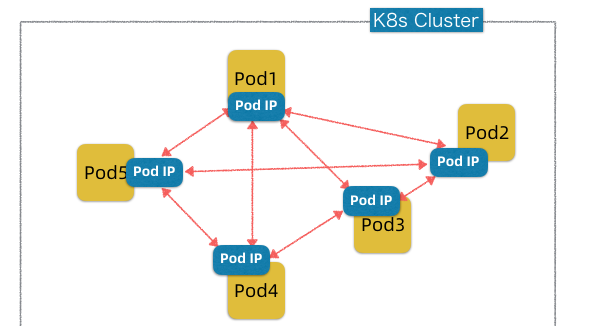 K8s Cluster
Pod1
Pod IP
Pod2
Pod IP
Pod5
Pod IP
Pod IP
Pod3
Pod IP
Pod4